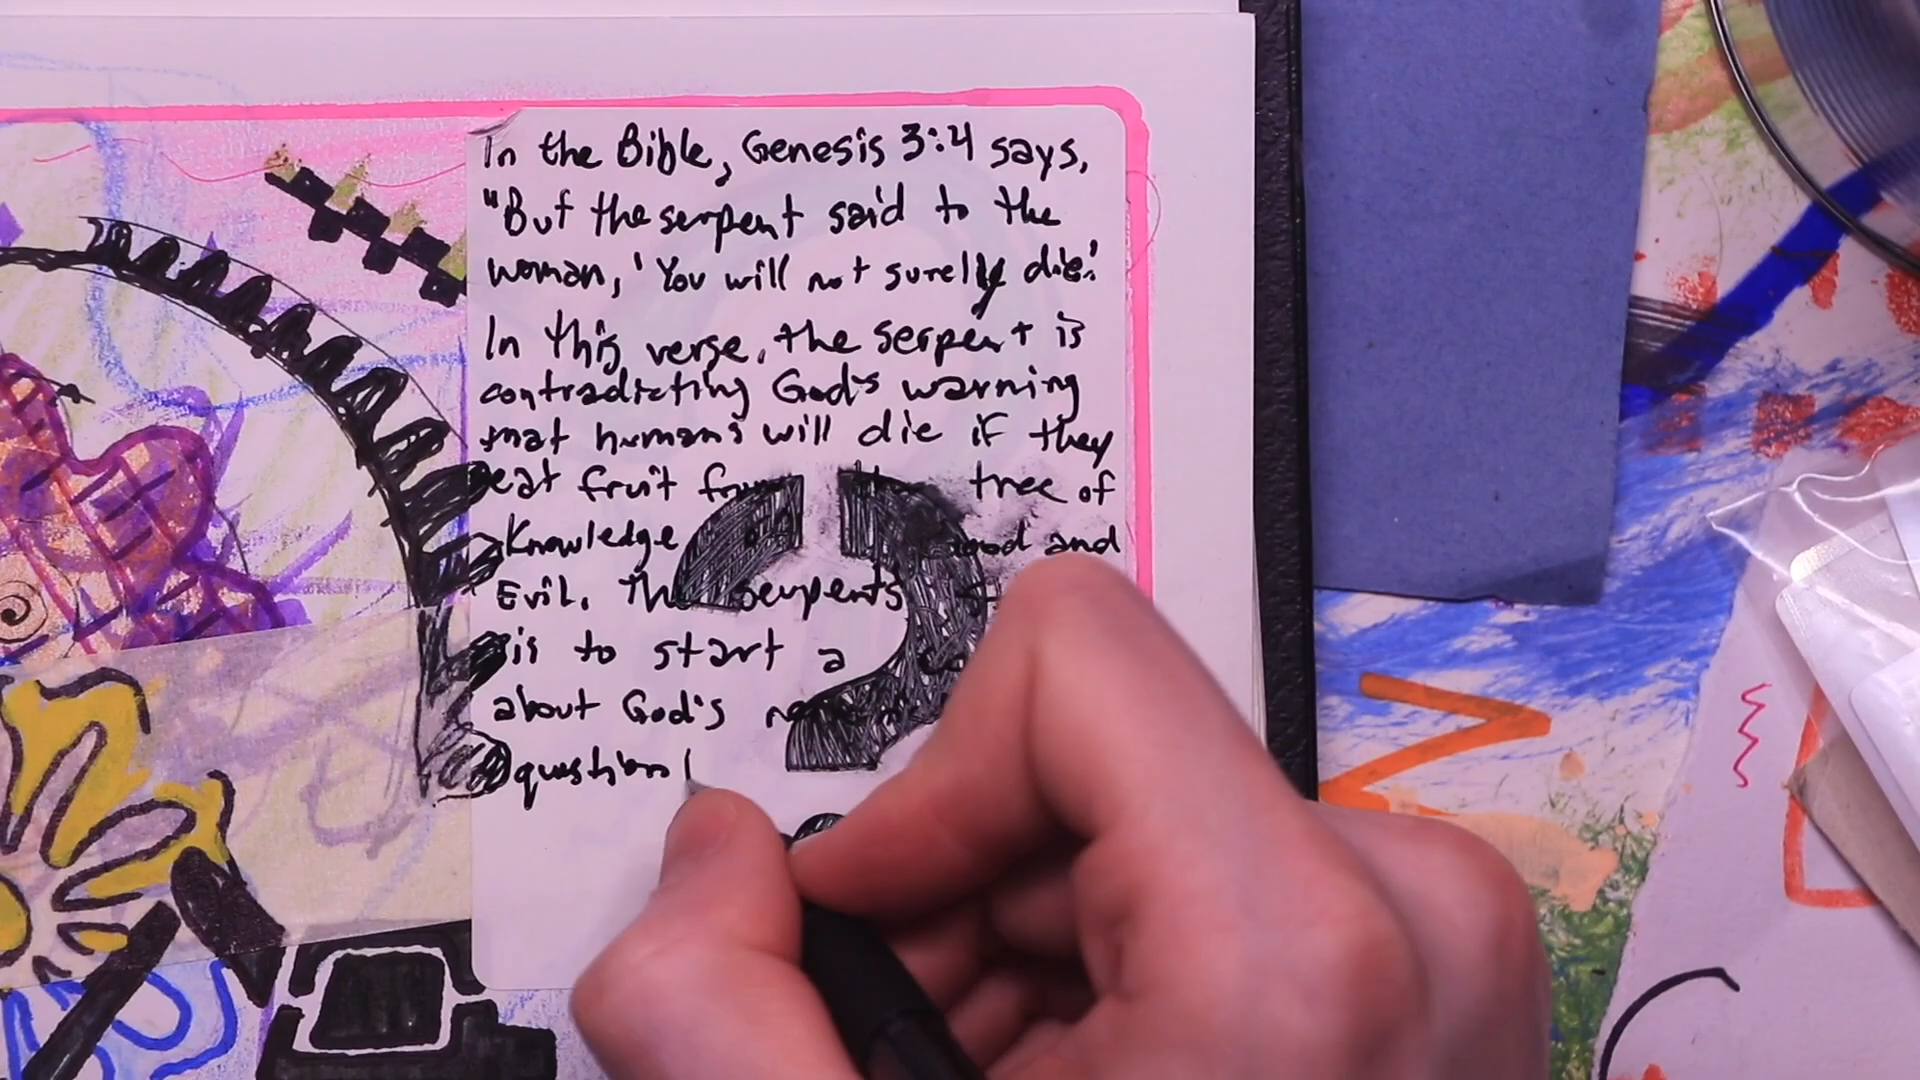 In the Bible, Genesis 3:4 says,
"But the serpent said to the
woman, 'You will not surely die.'
In this verse, the serpent is
contradicting God's warning
that humans will die if they
eat fruit from tree of
Knowledge and
Evil. The serpents
is to start a
about God's
question